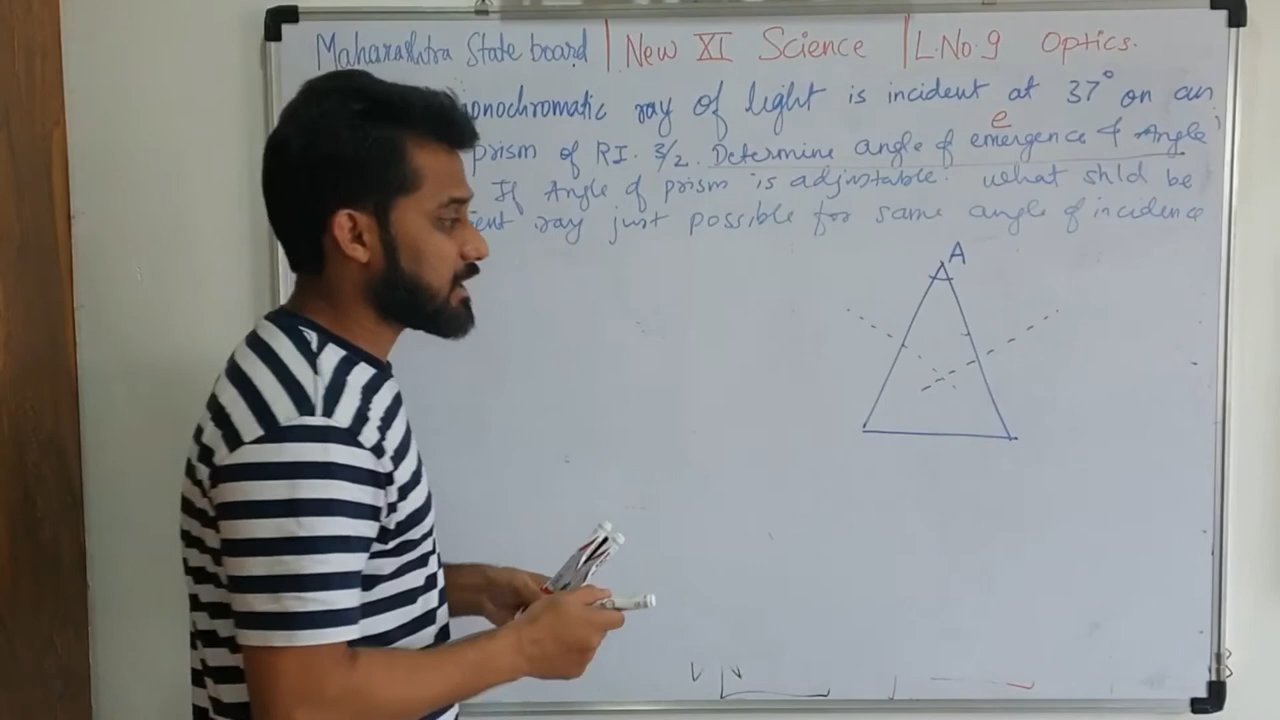 Maharashtra State board | New XI Science | L.No. 9 Optics.
onochromatic ray of light is incident at 37° on an
e
prism of RI. 3/2. Determine angle of emergence & Angle
If Angle of prism is adjustable. what shld be
ent ray just possible for same angle of incidence
A